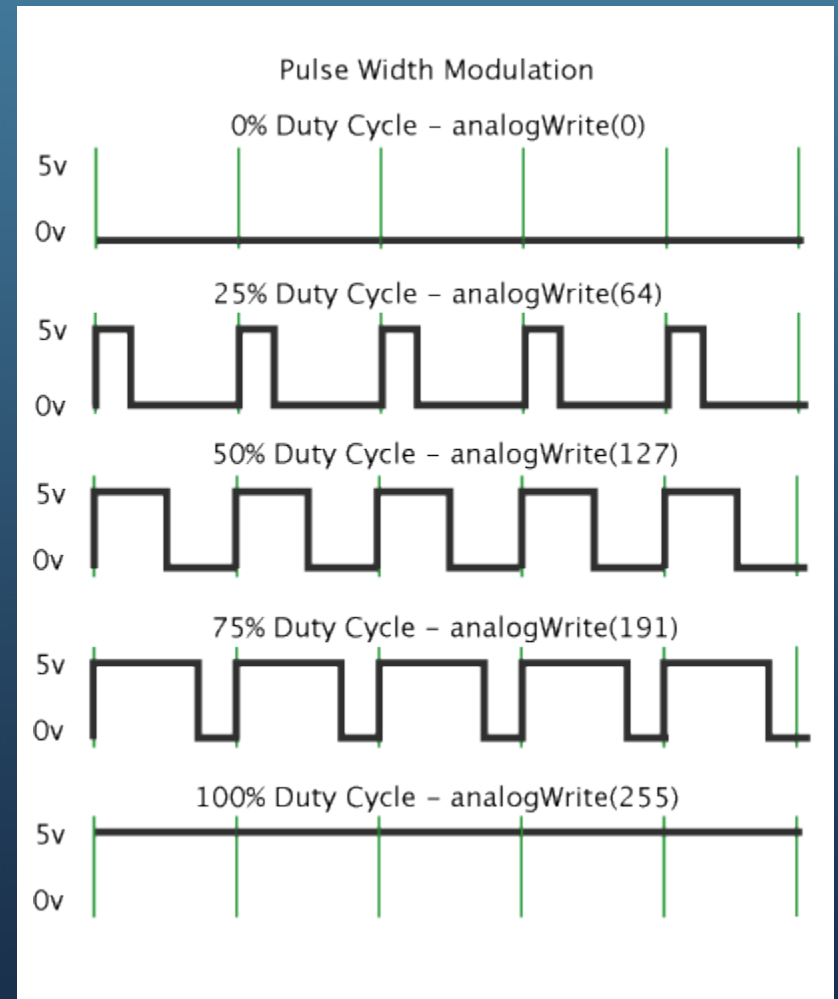 Pulse Width Modulation
0% Duty Cycle – analogWrite(0)
5v
0v
25% Duty Cycle – analogWrite(64)
5v
0v
50% Duty Cycle – analogWrite(127)
5v
0v
75% Duty Cycle – analogWrite(191)
5v
0v
100% Duty Cycle – analogWrite(255)
5v
0v